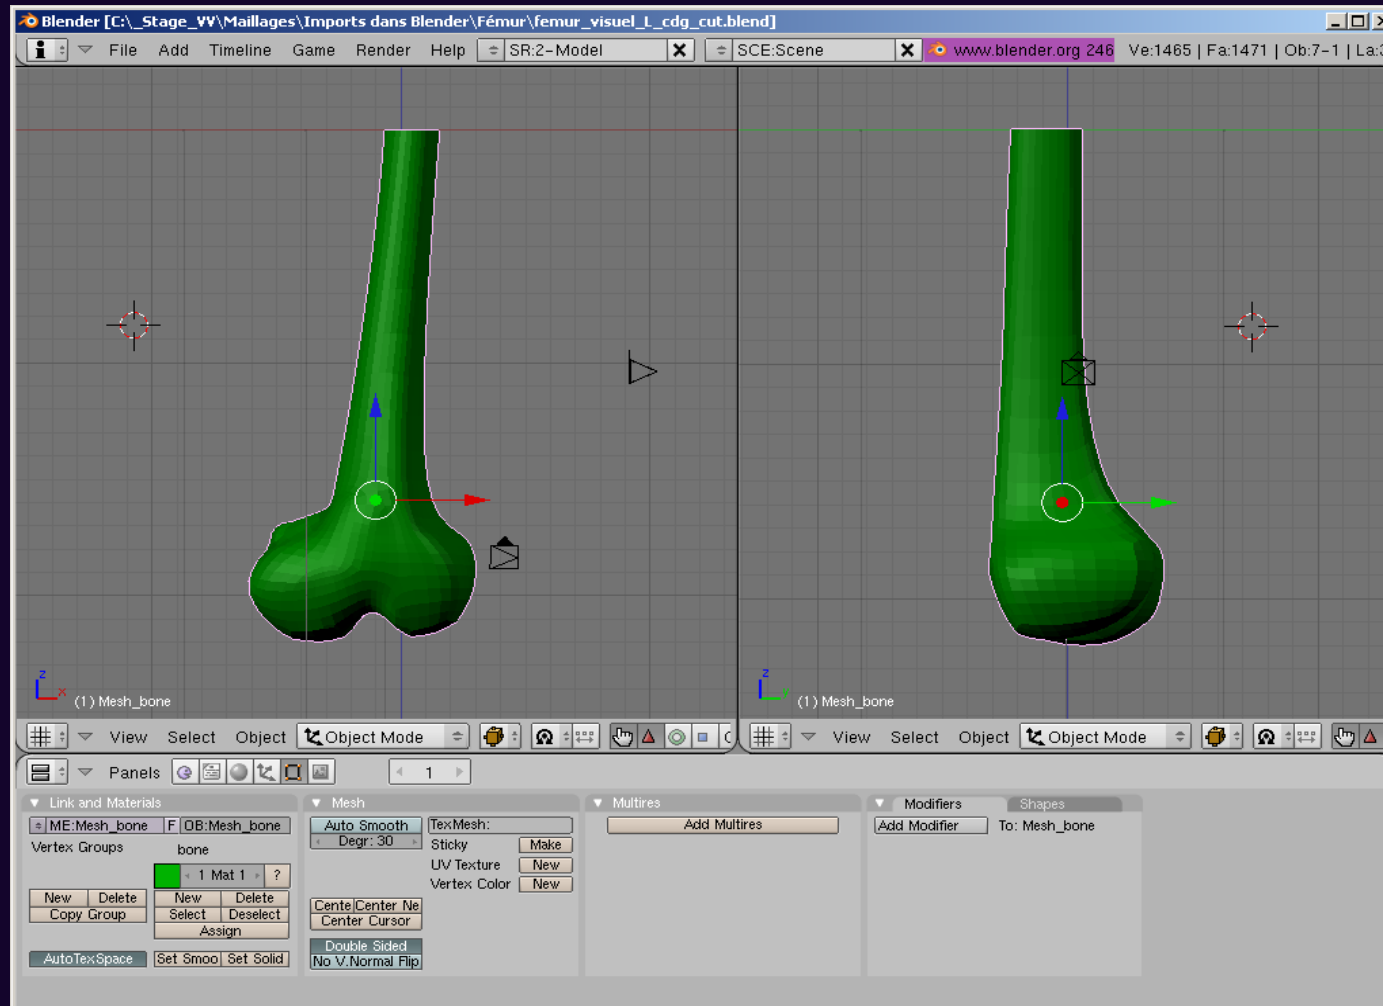 Blender [C:\_Stage_VV\Maillages\Imports dans Blender\Fémur\femur_visuel_L_cdg_cut.blend]
File Add Timeline Game Render Help SR:2-Model SCE:Scene www.blender.org 246 Ve:1465 | Fa:1471 | Ob:7-1 | La:
z
x
(1) Mesh_bone
z
y
(1) Mesh_bone
View Select Object Object Mode
View Select Object Object Mode
Panels 1
Link and Materials
ME:Mesh_bone F OB:Mesh_bone
Vertex Groups bone
1 Mat 1 ?
New Delete New Delete
Copy Group Select Deselect
Assign
AutoTexSpace Set Smoo Set Solid
Mesh
Auto Smooth TexMesh:
Degr: 30 Sticky Make
UV Texture New
Vertex Color New
Cente Center Ne
Center Cursor
Double Sided
No V.Normal Flip
Multires
Add Multires
Modifiers Shapes
Add Modifier To: Mesh_bone